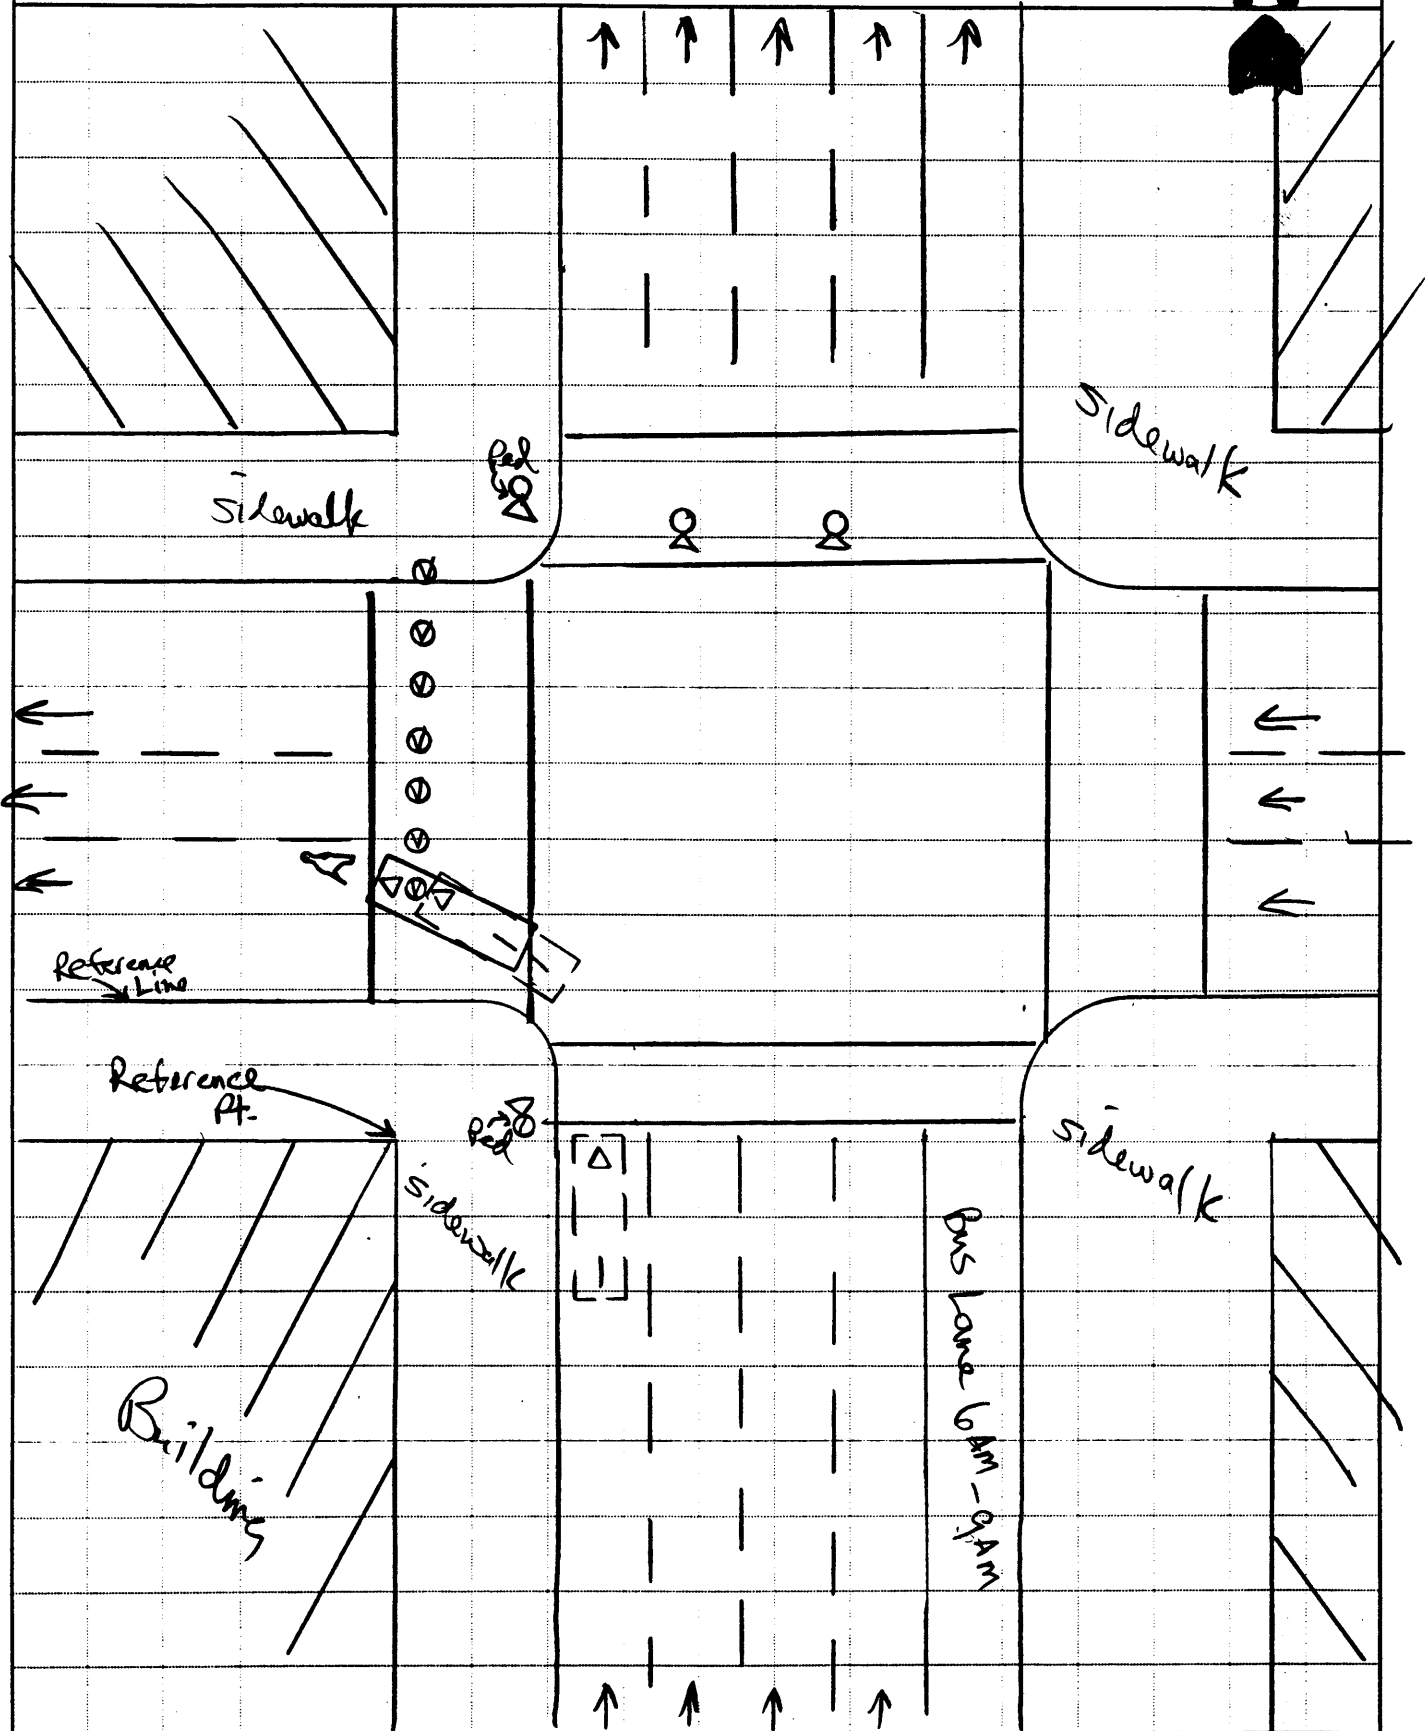 Ped
Sidewalk
Sidewalk
V
V
V
V
V
V
V
Reference
Line
Reference
Pt.
Ped
Sidewalk
Sidewalk
Bus Lane 6AM-9AM
Building